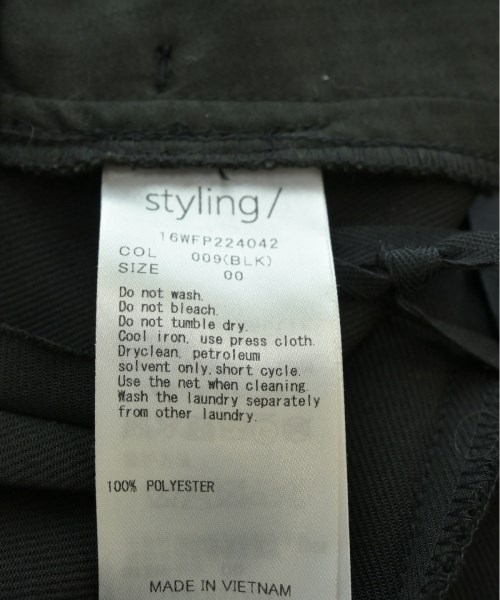 styling/
16WFP224042
COL 009(BLK)
SIZE 00
Do not wash.
Do not bleach.
Do not tumble dry.
Cool iron, use press cloth.
Dryclean, petroleum
solvent only, short cycle.
Use the net when cleaning.
Wash the laundry separately
from other laundry.
100% POLYESTER
MADE IN VIETNAM